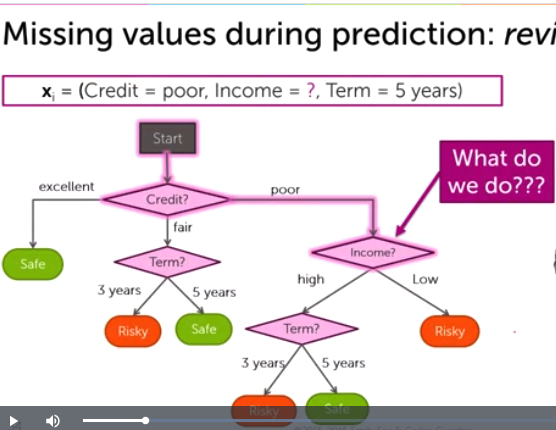 Missing values during prediction: revi
xi = (Credit = poor, Income = ?, Term = 5 years)
Start
What do
we do???
excellent
Credit?
poor
fair
Safe
Term?
Income?
3 years
5 years
high
Low
Risky
Safe
Term?
Risky
3 years
5 years
Risky
Safe